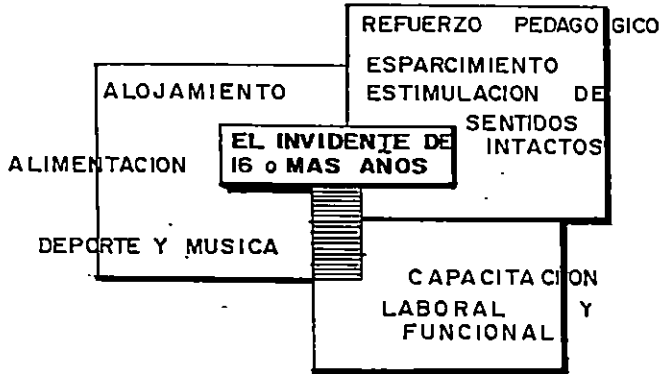 REFUERZO PEDAGOGICO
ESPARCIMIENTO
ESTIMULACION DE
SENTIDOS
INTACTOS
ALOJAMIENTO
EL INVIDENTE DE
16 o MAS AÑOS
ALIMENTACION
DEPORTE Y MUSICA
CAPACITACION
LABORAL Y
FUNCIONAL